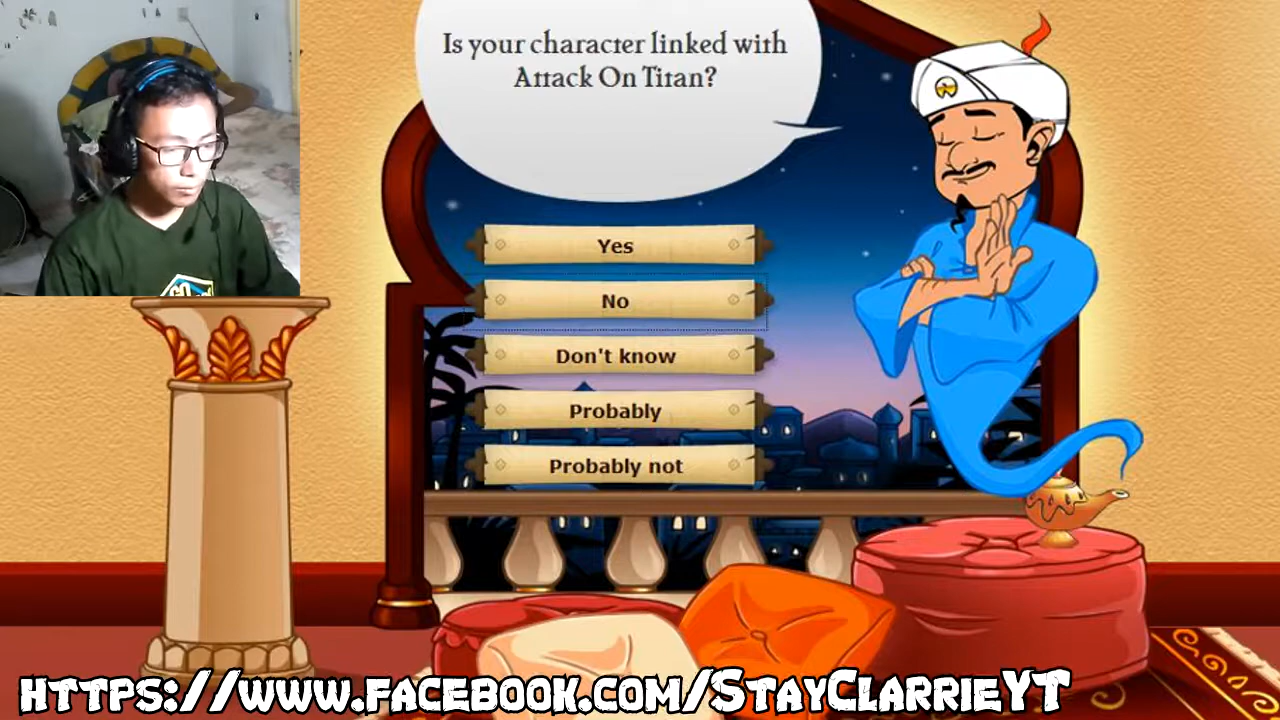 Is your character linked with
Attack On Titan?
Yes
No
Don't know
Probably
Probably not
https://www.facebook.com/StayClarrieYT